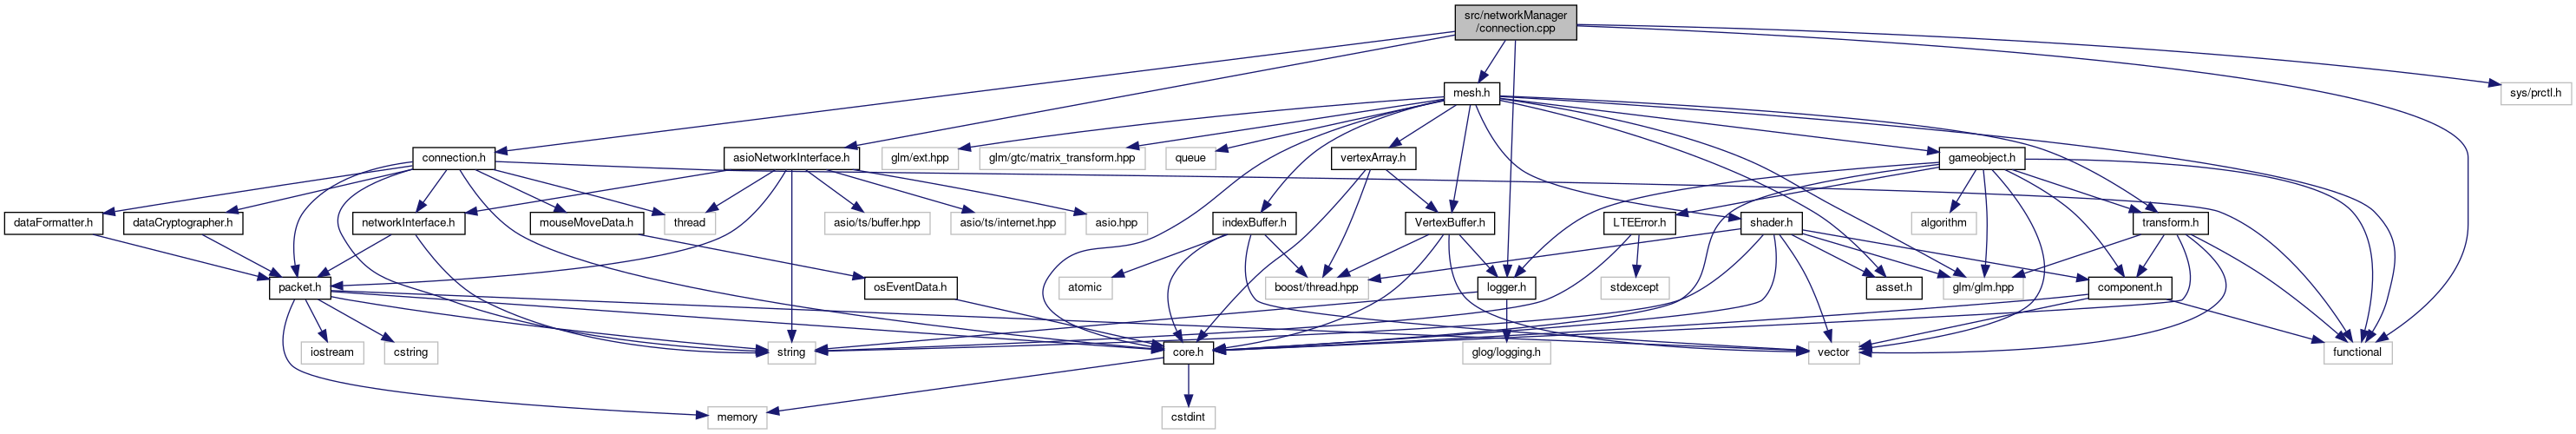 src/networkManager
/connection.cpp
mesh.h
sys/prctl.h
connection.h
asioNetworkInterface.h
glm/ext.hpp
glm/gtc/matrix_transform.hpp
queue
vertexArray.h
gameobject.h
dataFormatter.h
dataCryptographer.h
networkInterface.h
mouseMoveData.h
thread
asio/ts/buffer.hpp
asio/ts/internet.hpp
asio.hpp
indexBuffer.h
VertexBuffer.h
LTEError.h
shader.h
algorithm
transform.h
packet.h
osEventData.h
atomic
boost/thread.hpp
logger.h
stdexcept
asset.h
glm/glm.hpp
component.h
iostream
cstring
string
core.h
glog/logging.h
vector
functional
memory
cstdint